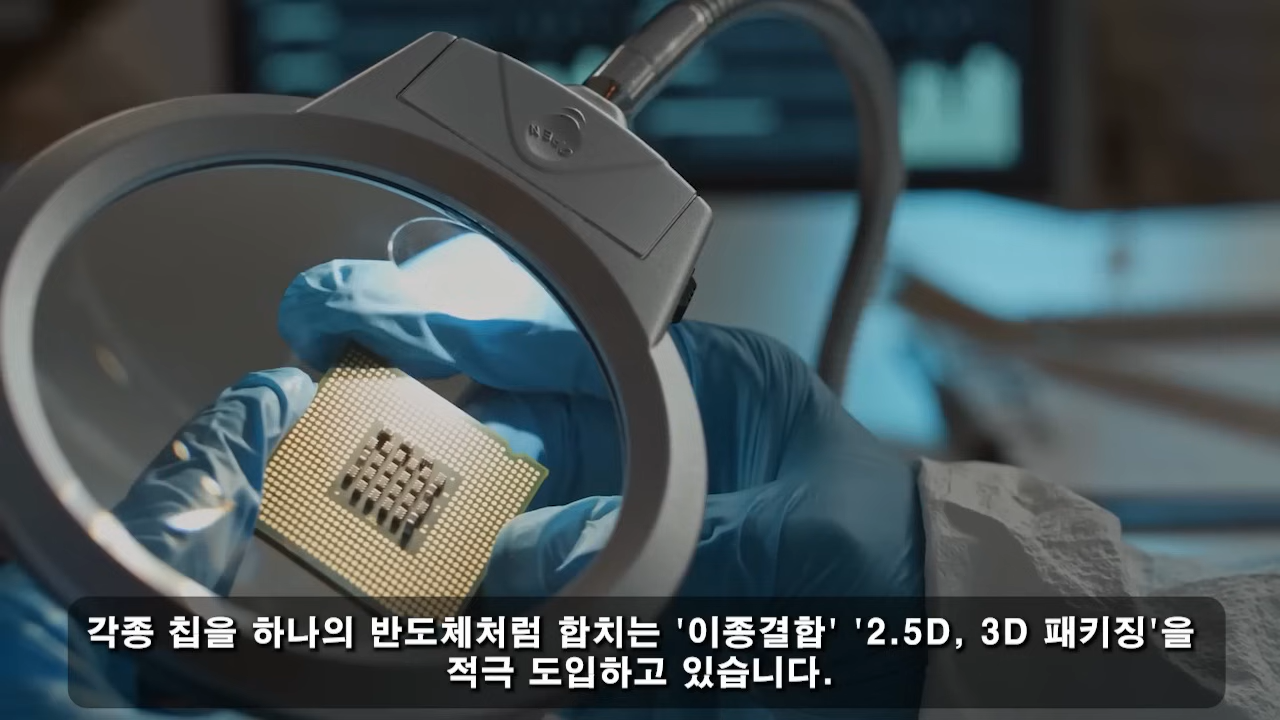 각종 칩을 하나의 반도체처럼 합치는 '이종결합' '2.5D, 3D 패키징'을
적극 도입하고 있습니다.